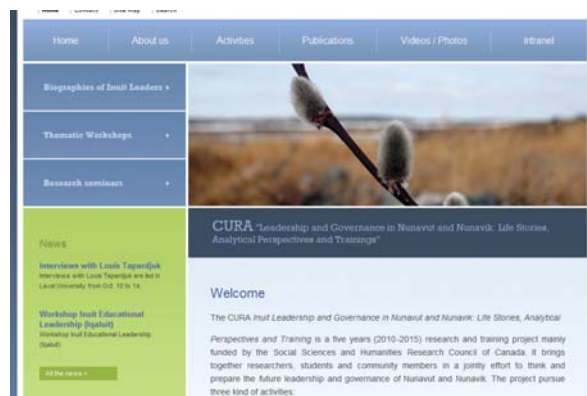 Home Contact Site Map Search
Home About us Activities Publications Videos / Photos Intranet
Biographies of Inuit Leaders
Thematic Workshops
Research seminars
CURA "Leadership and Governance in Nunavut and Nunavik: Life Stories,
Analytical Perspectives and Trainings"
News
Interviews with Louis Tapardjuk
Interviews with Louis Tapardjuk are led in
Laval University from Oct. 10 to 14.
Workshop Inuit Educational
Leadership (Iqaluit)
Workshop Inuit Educational Leadership
(Iqaluit)
All the news »
Welcome
The CURA Inuit Leadership and Governance in Nunavut and Nunavik: Life Stories, Analytical
Perspectives and Training is a five years (2010-2015) research and training project mainly
funded by the Social Sciences and Humanities Research Council of Canada. It brings
together researchers, students and community members in a jointly effort to think and
prepare the future leadership and governance of Nunavut and Nunavik. The project pursue
three kind of activities: